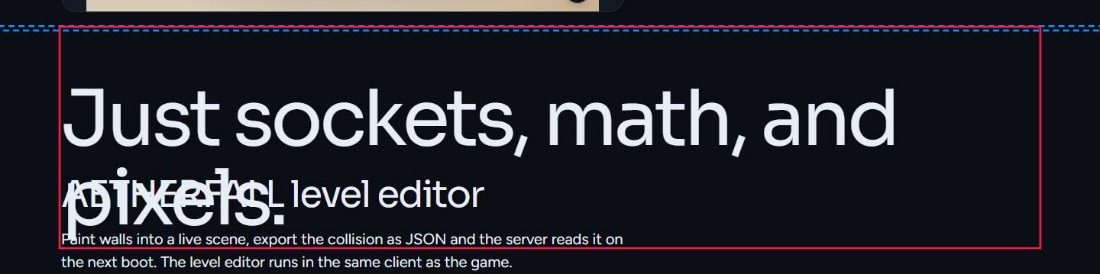 Just sockets, math, and
pixels.
AETHERFALL level editor
Paint walls into a live scene, export the collision as JSON and the server reads it on
the next boot. The level editor runs in the same client as the game.